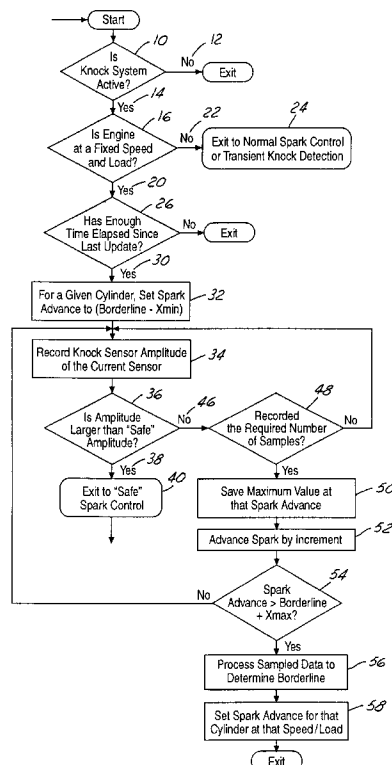 Start
10
12
Is
Knock System
Active?
No
Exit
14
Yes
16
22
24
Is Engine
at a Fixed Speed
and Load?
No
Exit to Normal Spark Control
or Transient Knock Detection
20
Yes
26
Has Enough
Time Elapsed Since
Last Update?
No
Exit
30
Yes
For a Given Cylinder, Set Spark
Advance to (Borderline - Xmin)
32
Record Knock Sensor Amplitude
of the Current Sensor
34
36
46
48
Is Amplitude
Larger than "Safe"
Amplitude?
No
Recorded
the Required Number
of Samples?
No
38
Yes
Yes
40
Exit to "Safe"
Spark Control
Save Maximum Value at
that Spark Advance
50
Advance Spark by Increment
52
54
No
Spark
Advance > Borderline
+ Xmax?
Yes
Process Sampled Data to
Determine Borderline
56
Set Spark Advance for that
Cylinder at that Speed/Load
58
Exit